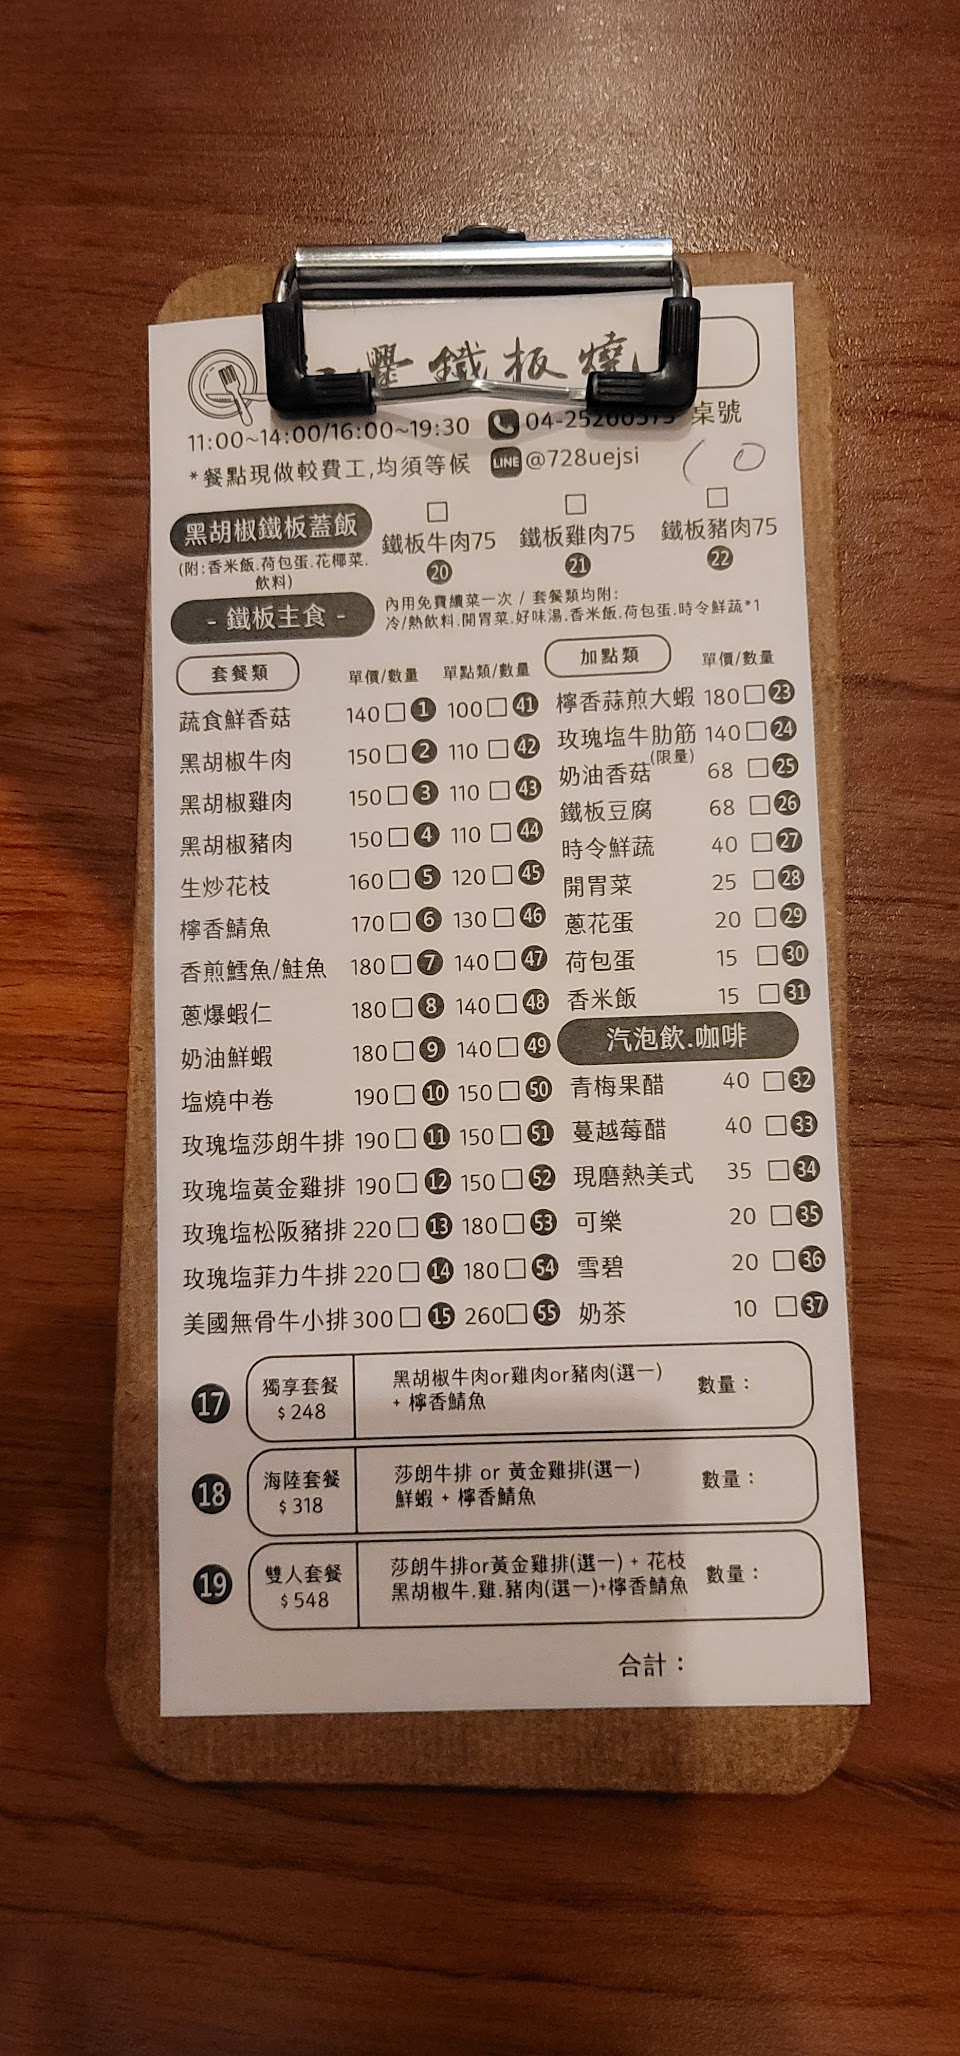 鐵板燒
11:00~14:00/16:00~19:30 04-25260575 桌號
*餐點現做較費工,均須等候 LINE @728uejsi 10
黑胡椒鐵板蓋飯
(附:香米飯.荷包蛋.花椰菜.
飲料)
鐵板牛肉75 鐵板雞肉75 鐵板豬肉75
20 21 22
- 鐵板主食 -
內用免費續菜一次 / 套餐類均附:
冷/熱飲料.開胃菜.好味湯.香米飯.荷包蛋.時令鮮蔬*1
套餐類 單價/數量 單點類/數量
蔬食鮮香菇 140 □ 1 100 □ 41
黑胡椒牛肉 150 □ 2 110 □ 42
黑胡椒雞肉 150 □ 3 110 □ 43
黑胡椒豬肉 150 □ 4 110 □ 44
生炒花枝 160 □ 5 120 □ 45
檸香鯖魚 170 □ 6 130 □ 46
香煎鱈魚/鮭魚 180 □ 7 140 □ 47
蔥爆蝦仁 180 □ 8 140 □ 48
奶油鮮蝦 180 □ 9 140 □ 49
塩燒中卷 190 □ 10 150 □ 50
玫瑰塩莎朗牛排 190 □ 11 150 □ 51
玫瑰塩黃金雞排 190 □ 12 150 □ 52
玫瑰塩松阪豬排 220 □ 13 180 □ 53
玫瑰塩菲力牛排 220 □ 14 180 □ 54
美國無骨牛小排 300 □ 15 260 □ 55
加點類 單價/數量
檸香蒜煎大蝦 180 □ 23
玫瑰塩牛肋筋 140 □ 24
(限量)
奶油香菇 68 □ 25
鐵板豆腐 68 □ 26
時令鮮蔬 40 □ 27
開胃菜 25 □ 28
蔥花蛋 20 □ 29
荷包蛋 15 □ 30
香米飯 15 □ 31
汽泡飲.咖啡
青梅果醋 40 □ 32
蔓越莓醋 40 □ 33
現磨熱美式 35 □ 34
可樂 20 □ 35
雪碧 20 □ 36
奶茶 10 □ 37
17 獨享套餐 $248
黑胡椒牛肉or雞肉or豬肉(選一)
+ 檸香鯖魚
數量：
18 海陸套餐 $318
莎朗牛排 or 黃金雞排(選一)
鮮蝦 + 檸香鯖魚
數量：
19 雙人套餐 $548
莎朗牛排or黃金雞排(選一) + 花枝
黑胡椒牛.雞.豬肉(選一)+檸香鯖魚
數量：
合計：